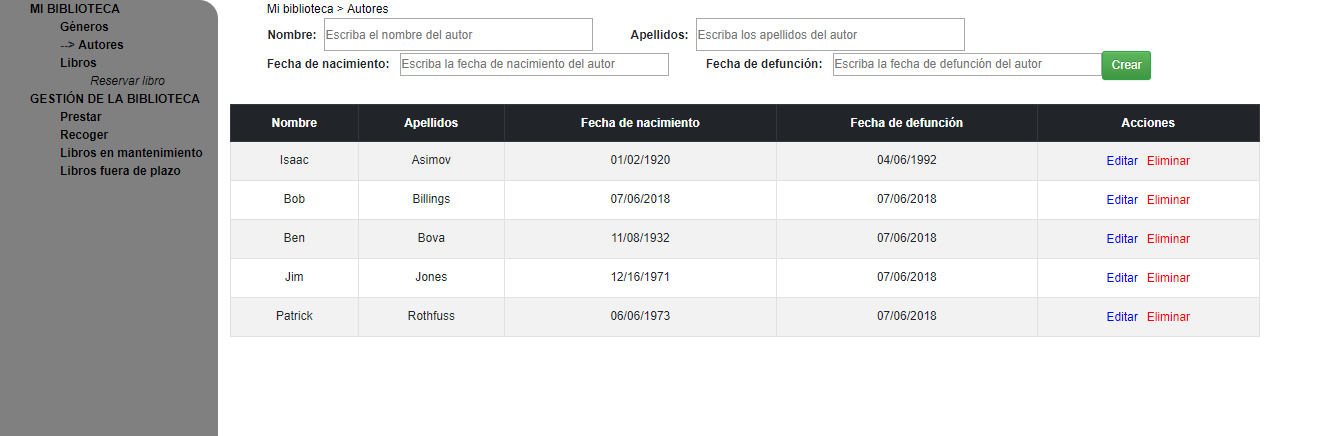 MI BIBLIOTECA
Géneros
--> Autores
Libros
Reservar libro
GESTIÓN DE LA BIBLIOTECA
Prestar
Recoger
Libros en mantenimiento
Libros fuera de plazo
Mi biblioteca > Autores
Nombre: Escriba el nombre del autor Apellidos: Escriba los apellidos del autor
Fecha de nacimiento: Escriba la fecha de nacimiento del autor Fecha de defunción: Escriba la fecha de defunción del autor Crear
Nombre Apellidos Fecha de nacimiento Fecha de defunción Acciones
Isaac Asimov 01/02/1920 04/06/1992 Editar Eliminar
Bob Billings 07/06/2018 07/06/2018 Editar Eliminar
Ben Bova 11/08/1932 07/06/2018 Editar Eliminar
Jim Jones 12/16/1971 07/06/2018 Editar Eliminar
Patrick Rothfuss 06/06/1973 07/06/2018 Editar Eliminar